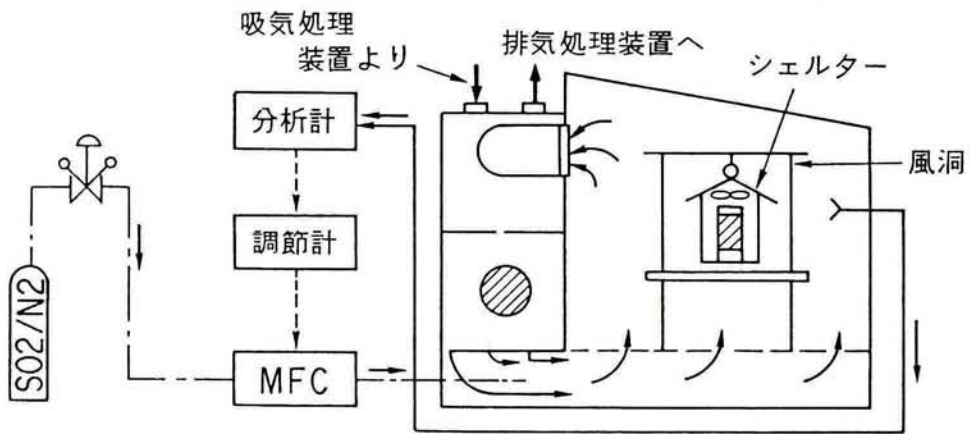 吸気処理
装置より
排気処理装置へ
シェルター
分析計
風洞
調節計
SO2/N2
MFC